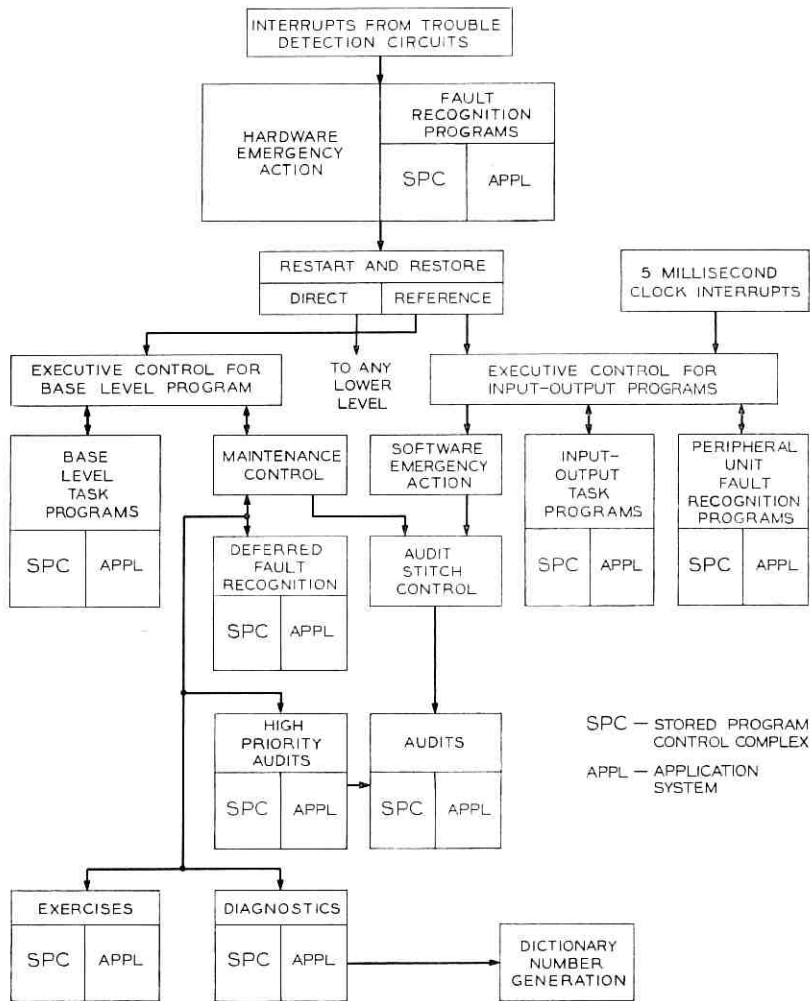 INTERRUPTS FROM TROUBLE
DETECTION CIRCUITS
HARDWARE
EMERGENCY
ACTION
FAULT
RECOGNITION
PROGRAMS
SPC
APPL
RESTART AND RESTORE
DIRECT
REFERENCE
5 MILLISECOND
CLOCK INTERRUPTS
EXECUTIVE CONTROL FOR
BASE LEVEL PROGRAM
TO ANY
LOWER
LEVEL
EXECUTIVE CONTROL FOR
INPUT-OUTPUT PROGRAMS
BASE
LEVEL
TASK
PROGRAMS
SPC
APPL
MAINTENANCE
CONTROL
SOFTWARE
EMERGENCY
ACTION
INPUT-
OUTPUT
TASK
PROGRAMS
SPC
APPL
PERIPHERAL
UNIT
FAULT
RECOGNITION
PROGRAMS
SPC
APPL
DEFERRED
FAULT
RECOGNITION
SPC
APPL
AUDIT
STITCH
CONTROL
HIGH
PRIORITY
AUDITS
SPC
APPL
AUDITS
SPC
APPL
SPC — STORED PROGRAM
CONTROL COMPLEX
APPL — APPLICATION
SYSTEM
EXERCISES
SPC
APPL
DIAGNOSTICS
SPC
APPL
DICTIONARY
NUMBER
GENERATION